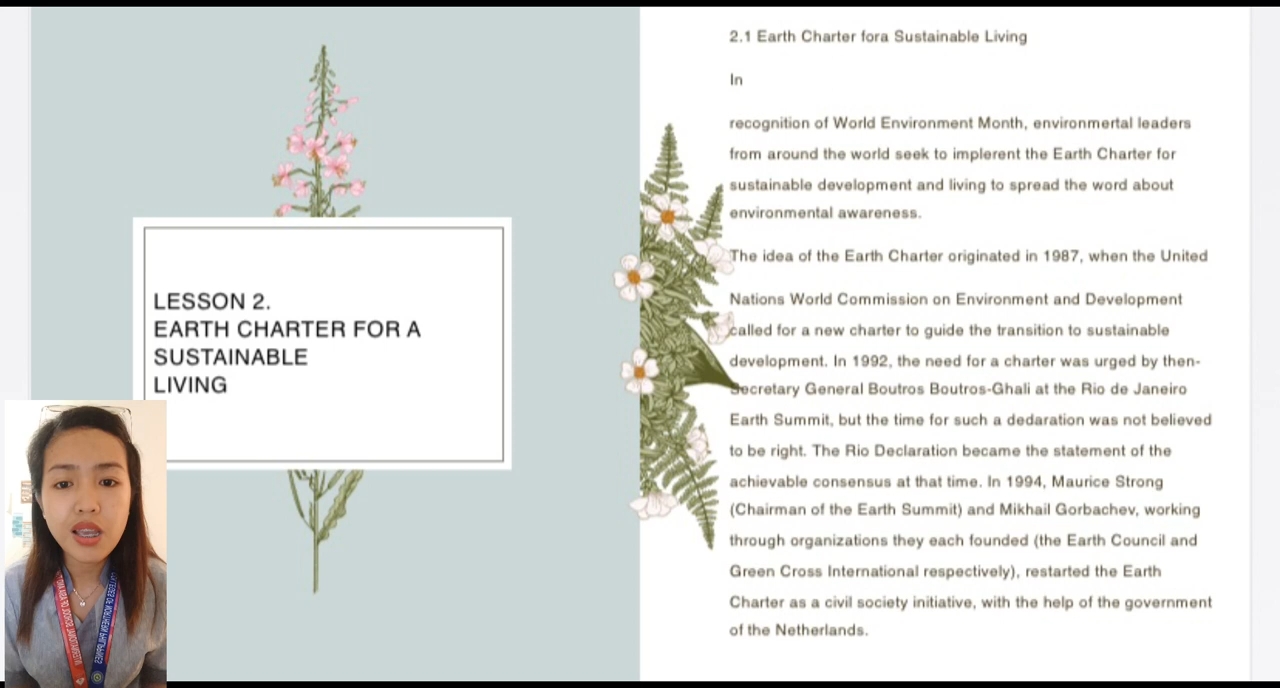 LESSON 2.
EARTH CHARTER FOR A
SUSTAINABLE
LIVING
2.1 Earth Charter fora Sustainable Living
In
recognition of World Environment Month, environmertal leaders
from around the world seek to implerent the Earth Charter for
sustainable development and living to spread the word about
environmental awareness.
The idea of the Earth Charter originated in 1987, when the United
Nations World Commission on Environment and Development
called for a new charter to guide the transition to sustainable
development. In 1992, the need for a charter was urged by then-
Secretary General Boutros Boutros-Ghali at the Rio de Janeiro
Earth Summit, but the time for such a dedaration was not believed
to be right. The Rio Declaration became the statement of the
achievable consensus at that time. In 1994, Maurice Strong
(Chairman of the Earth Summit) and Mikhail Gorbachev, working
through organizations they each founded (the Earth Council and
Green Cross International respectively), restarted the Earth
Charter as a civil society initiative, with the help of the government
of the Netherlands.